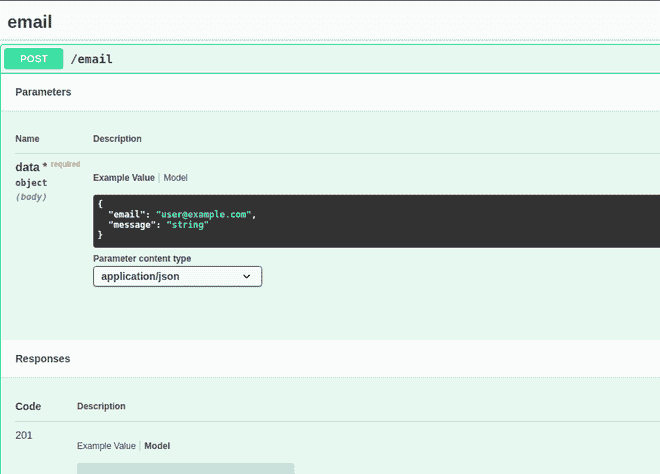 email
POST /email
Parameters
Name Description
data * required
object
(body)
Example Value | Model
{
"email": "user@example.com",
"message": "string"
}
Parameter content type
application/json
Responses
Code Description
201
Example Value | Model